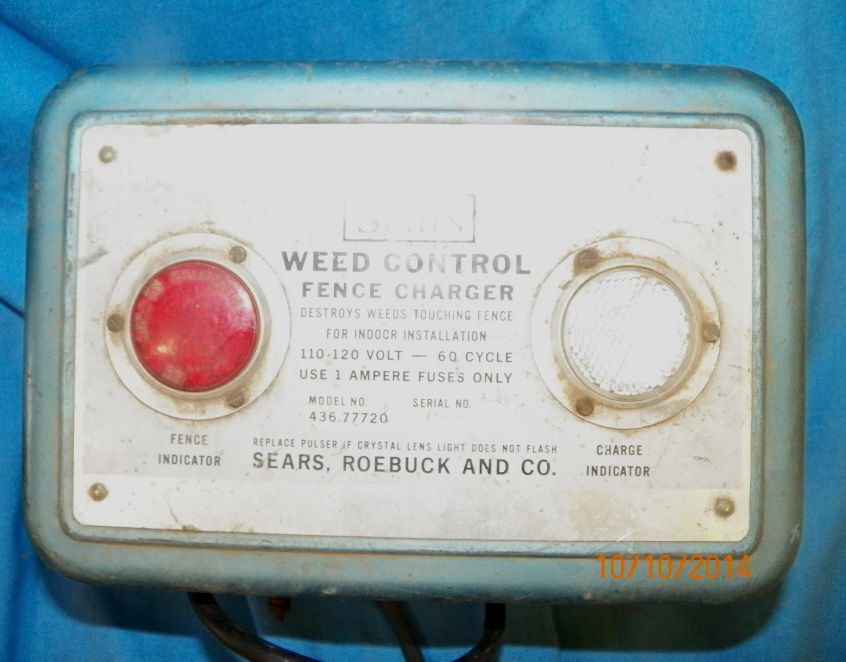 Sears
WEED CONTROL
FENCE CHARGER
DESTROYS WEEDS TOUCHING FENCE
FOR INDOOR INSTALLATION
110-120 VOLT — 60 CYCLE
USE 1 AMPERE FUSES ONLY
MODEL NO. SERIAL NO.
436.77720
FENCE
INDICATOR
REPLACE PULSER IF CRYSTAL LENS LIGHT DOES NOT FLASH
SEARS, ROEBUCK AND CO.
CHARGE
INDICATOR
10/10/2014